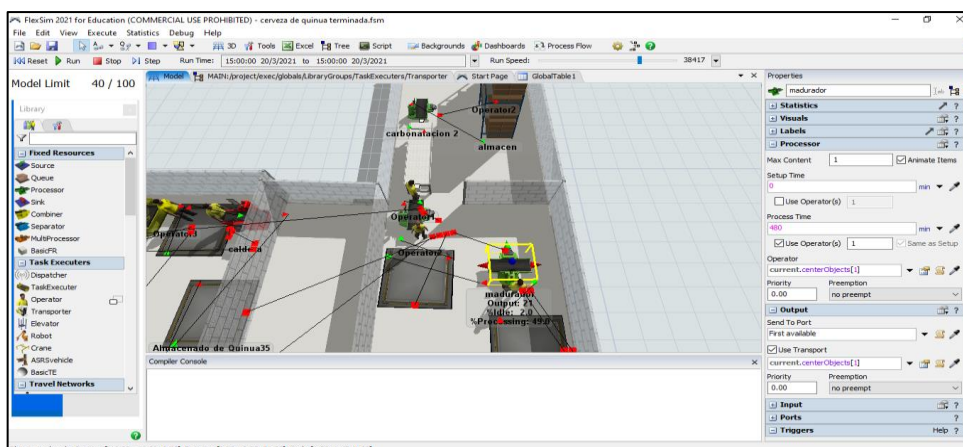 FlexSim 2021 for Education (COMMERCIAL USE PROHIBITED) - cerveza de quinua terminada.fsm
File Edit View Execute Statistics Debug Help
3D Tools Excel Tree Script Backgrounds Dashboards Process Flow
Reset Run Stop Step Run Time: 15:00:00 20/3/2021 to 15:00:00 20/3/2021 Run Speed: 38417
Model Limit 40 / 100
Library
Fixed Resources
Source
Queue
Processor
Sink
Combiner
Separator
MultiProcessor
BasicFR
Task Executers
Dispatcher
TaskExecuter
Operator
Transporter
Elevator
Robot
Crane
ASRSvehicle
BasicTE
Travel Networks
Model MAIN:/project/exec/globals/LibraryGroups/TaskExecuters/Transporter Start Page GlobalTable1
Operator2
carbonatacion 2
almacen
Operator1
Operator3
caldera
madurador
Output: 21
%Idle: 2.0
%Processing: 49.0
Almacenado de Quinua35
Compiler Console
Properties
madurador
Statistics
Visuals
Labels
Processor
Max Content 1 Animate Items
Setup Time
0 min
Use Operator(s) 1
Process Time
480 min
Use Operator(s) 1 Same as Setup
Operator
current.centerObjects[1]
Priority Preemption
0.00 no preempt
Output
Send To Port
First available
Use Transport
current.centerObjects[1]
Priority Preemption
0.00 no preempt
Input
Ports
Triggers Help